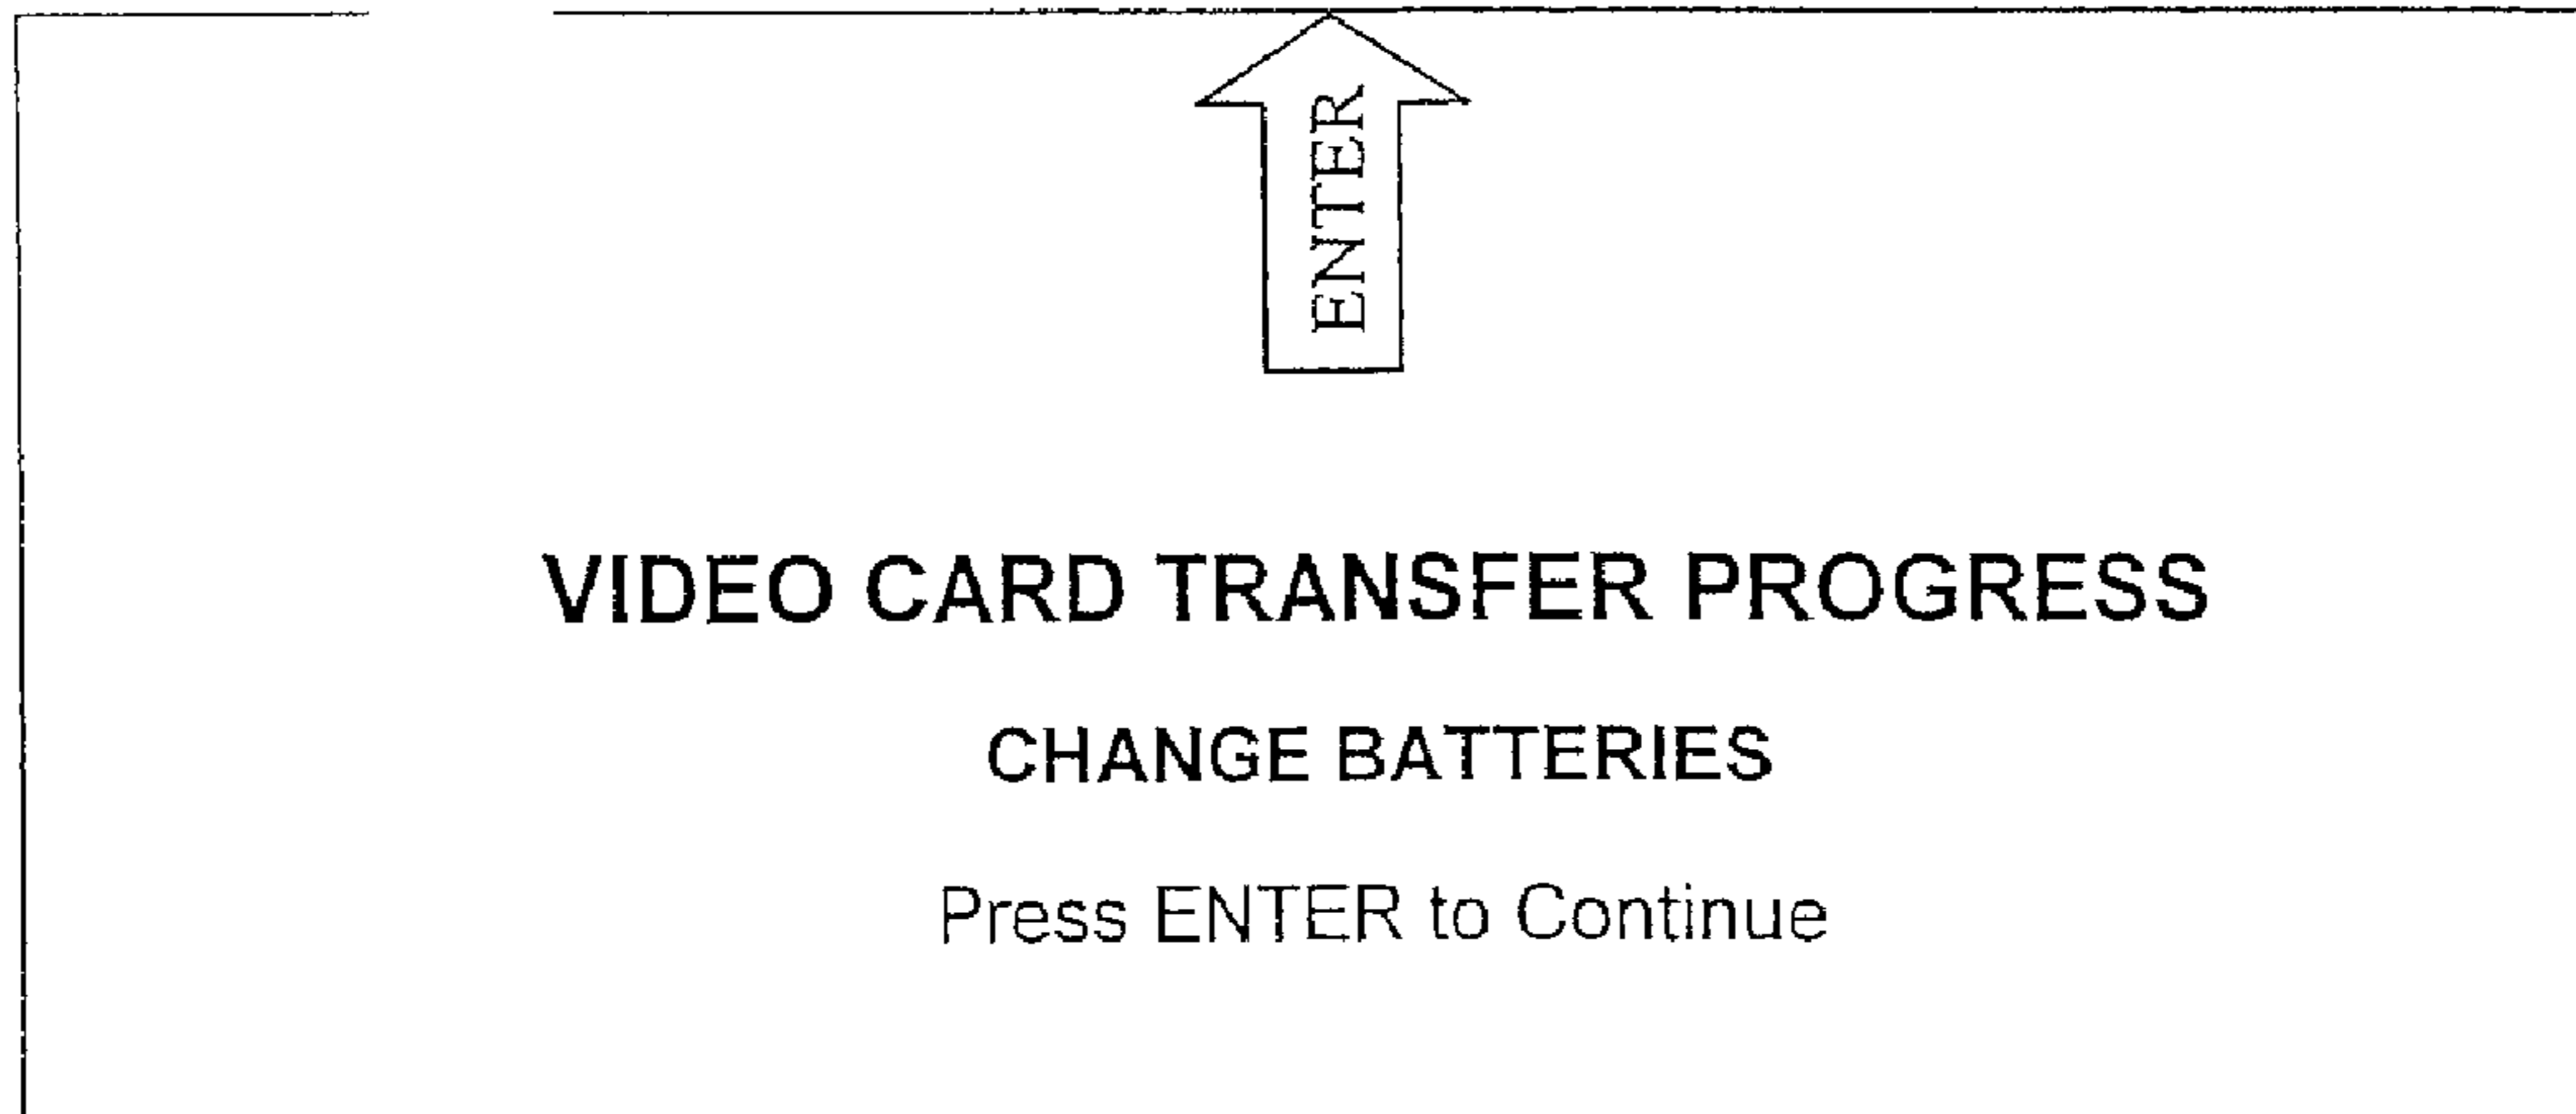 ENTER
VIDEO CARD TRANSFER PROGRESS
CHANGE BATTERIES
Press ENTER to Continue